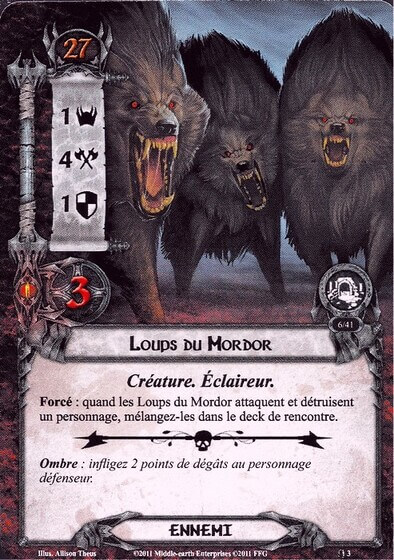 27
1
4
1
3
6/41
Loups du Mordor
Créature. Éclaireur.
Forcé : quand les Loups du Mordor attaquent et détruisent
un personnage, mélangez-les dans le deck de rencontre.
Ombre : infligez 2 points de dégâts au personnage
défenseur.
ENNEMI
Illus. Allison Theus
©2011 Middle-earth Enterprises ©2011 FFG
3